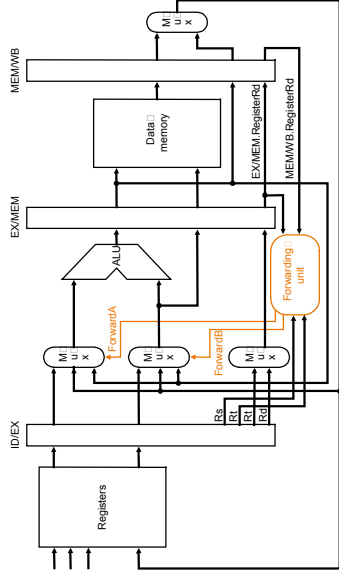 ID/EX
EX/MEM
MEM/WB
Registers
M□
u□
x
ForwardA
ALU
M□
u□
x
Data□
memory
M□
u□
x
ForwardB
Rs
Rt
Rt
Rd
M□
u□
x
EX/MEM.RegisterRd
Forwarding□
unit
MEM/WB.RegisterRd